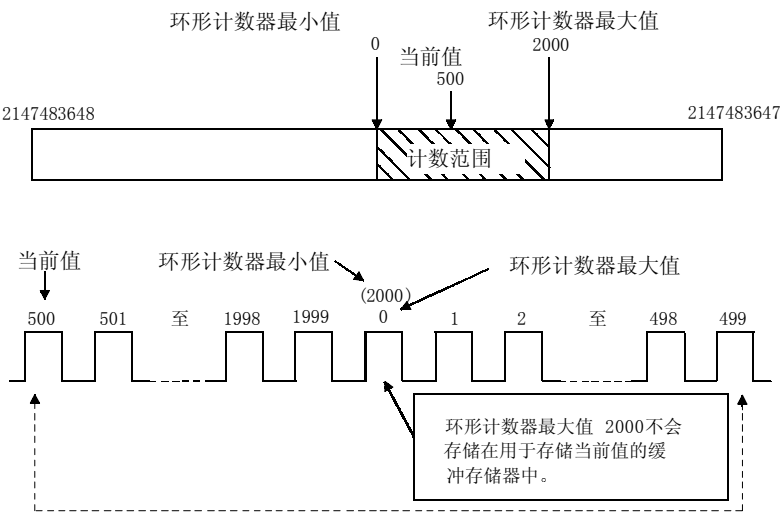 环形计数器最小值
环形计数器最大值
0
当前值
2000
500
2147483648
2147483647
计数范围
当前值
环形计数器最小值
环形计数器最大值
(2000)
500
501
至
1998
1999
0
1
2
至
498
499
环形计数器最大值 2000不会
存储在用于存储当前值的缓
冲存储器中。